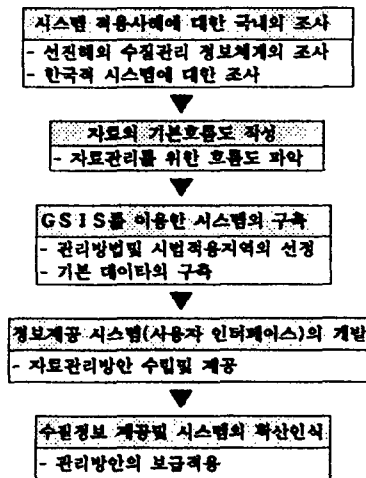 시스템 적용사례에 대한 국내외 조사
- 선진해외 수질관리 정보체계의 조사
- 한국적 시스템에 대한 조사
자료의 기본흐름도 작성
- 자료관리를 위한 흐름도 파악
GSIS를 이용한 시스템의 구축
- 관리방법및 시범적용지역의 선정
- 기본 데이타의 구축
정보제공 시스템(사용자 인터페이스)의 개발
- 자료관리방안 수립및 제공
수질정보 제공및 시스템의 확산인식
- 관리방안의 보급적용